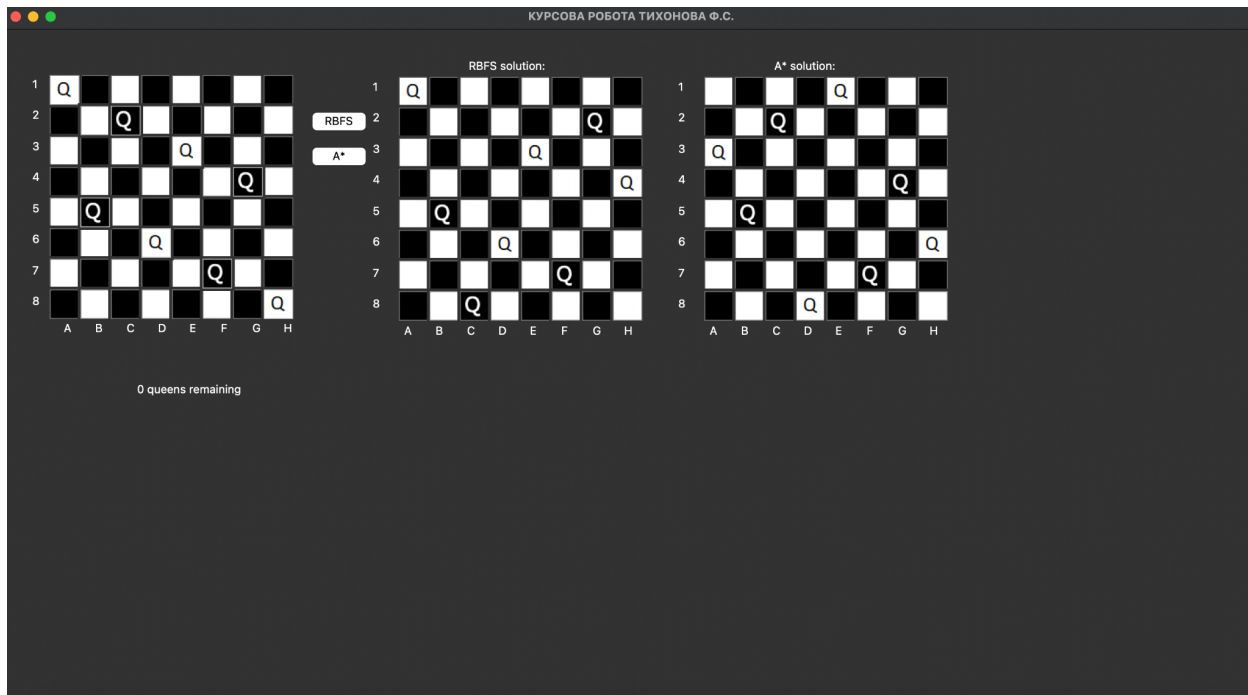 КУРСОВА РОБОТА ТИХОНОВА Ф.С.
RBFS solution:
A* solution:
1 Q
2 Q
3 Q
4 Q
5 Q
6 Q
7 Q
8 Q
A B C D E F G H
RBFS
A*
1 Q
2 Q
3 Q
4 Q
5 Q
6 Q
7 Q
8 Q
A B C D E F G H
1 Q
2 Q
3 Q
4 Q
5 Q
6 Q
7 Q
8 Q
A B C D E F G H
0 queens remaining